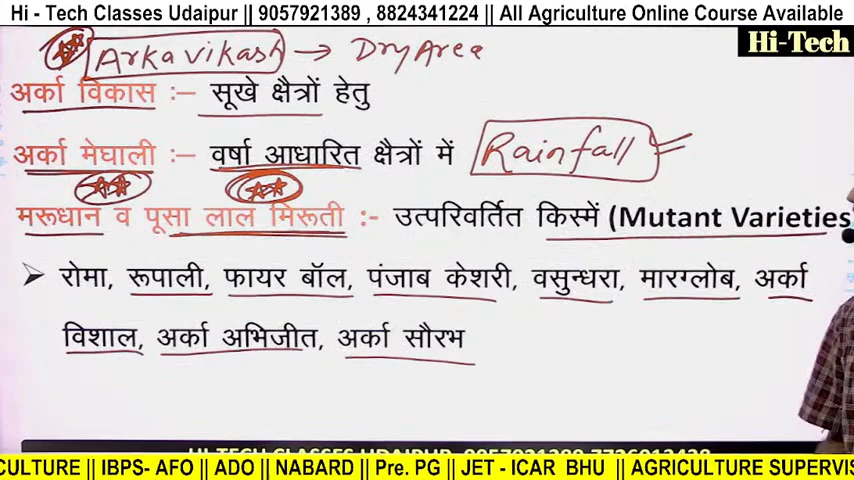 Hi - Tech Classes Udaipur || 9057921389 , 8824341224 || All Agriculture Online Course Available
Hi-Tech
Arka vikash → Dry Area
अर्का विकास :– सूखे क्षैत्रों हेतु
अर्का मेघाली :– वर्षा आधारित क्षैत्रों में Rainfall
मरूधान व पूसा लाल मिरूती :- उत्परिवर्तित किस्में (Mutant Varieties
➢ रोमा, रूपाली, फायर बॉल, पंजाब केशरी, वसुन्धरा, मारग्लोब, अर्का
विशाल, अर्का अभिजीत, अर्का सौरभ
CULTURE || IBPS- AFO || ADO || NABARD || Pre. PG || JET - ICAR BHU || AGRICULTURE SUPERVIS